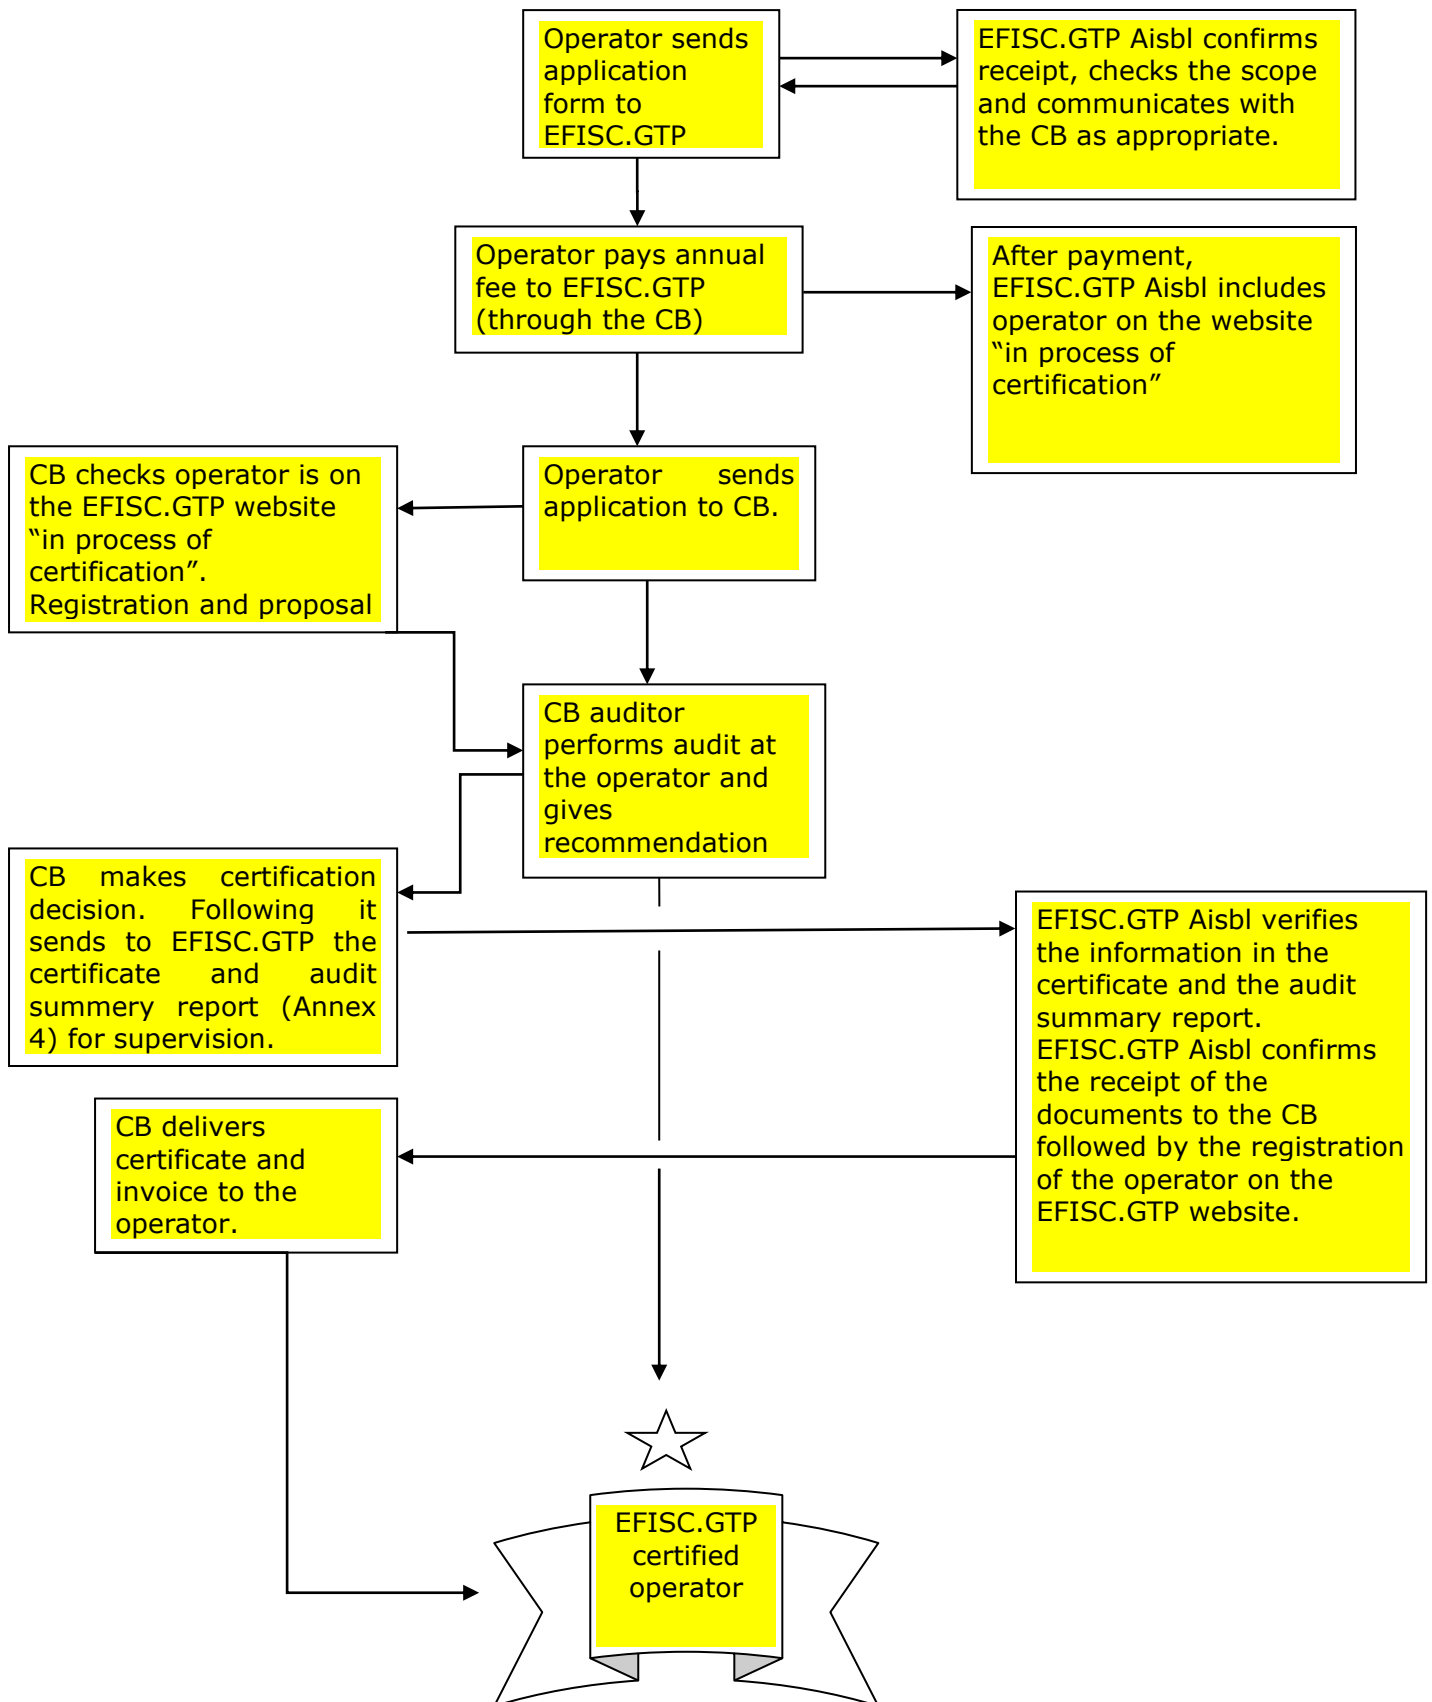 Operator sends
application
form to
EFISC.GTP
EFISC.GTP Aisbl confirms
receipt, checks the scope
and communicates with
the CB as appropriate.
Operator pays annual
fee to EFISC.GTP
(through the CB)
After payment,
EFISC.GTP Aisbl includes
operator on the website
“in process of
certification”
CB checks operator is on
the EFISC.GTP website
“in process of
certification”.
Registration and proposal
Operator sends
application to CB.
CB auditor
performs audit at
the operator and
gives
recommendation
CB makes certification
decision. Following it
sends to EFISC.GTP the
certificate and audit
summery report (Annex
4) for supervision.
EFISC.GTP Aisbl verifies
the information in the
certificate and the audit
summary report.
EFISC.GTP Aisbl confirms
the receipt of the
documents to the CB
followed by the registration
of the operator on the
EFISC.GTP website.
CB delivers
certificate and
invoice to the
operator.
EFISC.GTP
certified
operator